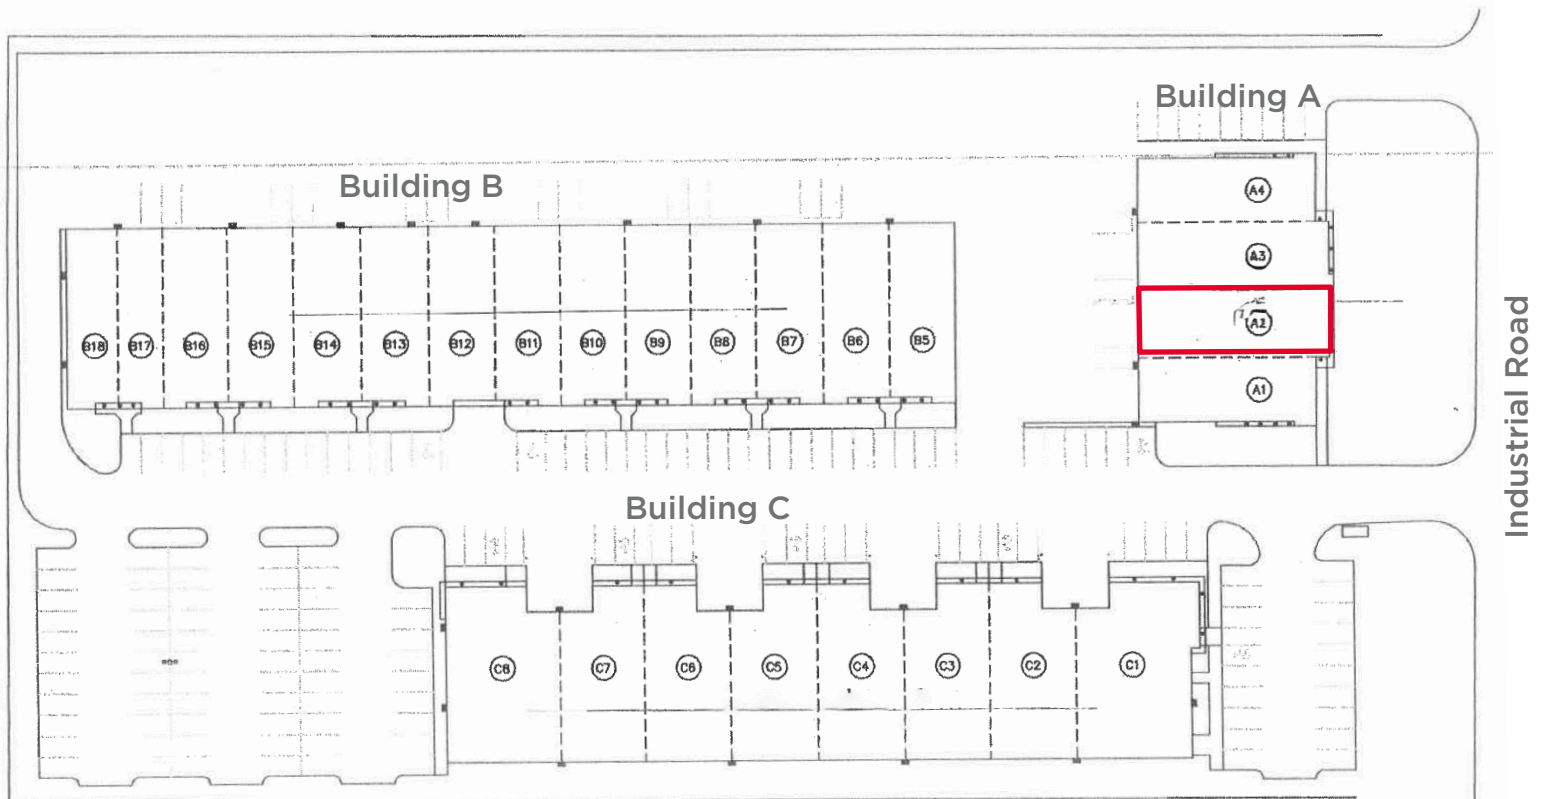 Building A
Building B
A4
A3
A2
A1
B18 B17 B16 B15 B14 B13 B12 B11 B10 B9 B8 B7 B6 B5
Industrial Road
Building C
C8 C7 C6 C5 C4 C3 C2 C1